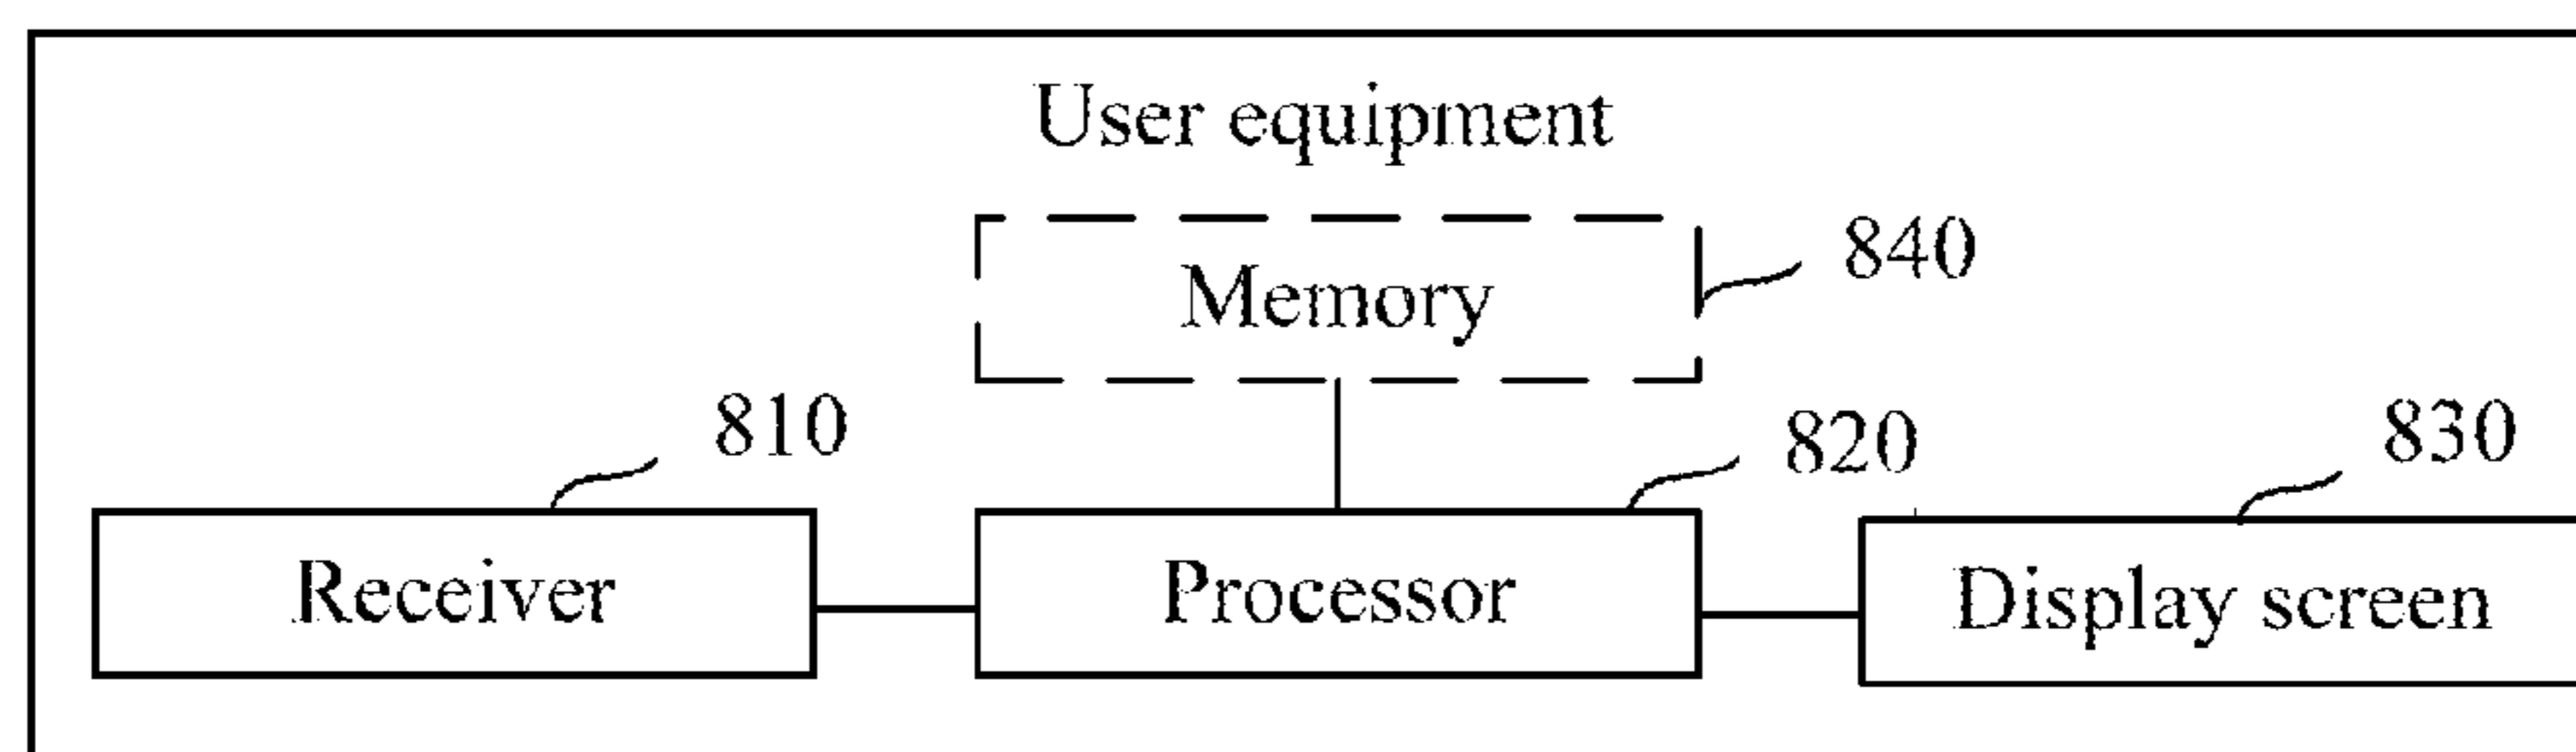 User equipment
840
Memory
810
820
830
Receiver
Processor
Display screen